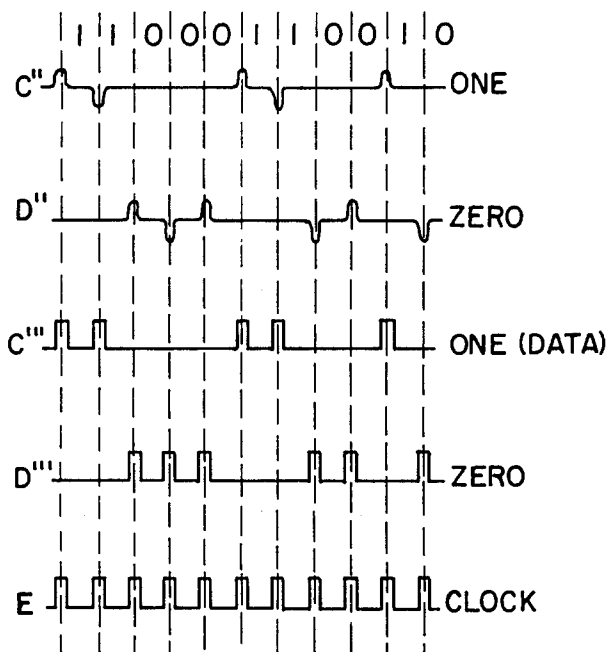 1 1 0 0 0 1 1 0 0 1 0
C" ONE
D" ZERO
C''' ONE (DATA)
D''' ZERO
E CLOCK